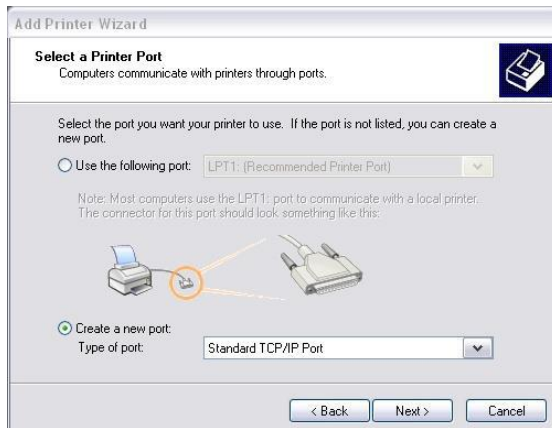 Add Printer Wizard
Select a Printer Port
Computers communicate with printers through ports.
Select the port you want your printer to use. If the port is not listed, you can create a
new port.
Use the following port: LPT1: (Recommended Printer Port)
Note: Most computers use the LPT1: port to communicate with a local printer.
The connector for this port should look something like this:
Create a new port:
Type of port: Standard TCP/IP Port
< Back Next > Cancel